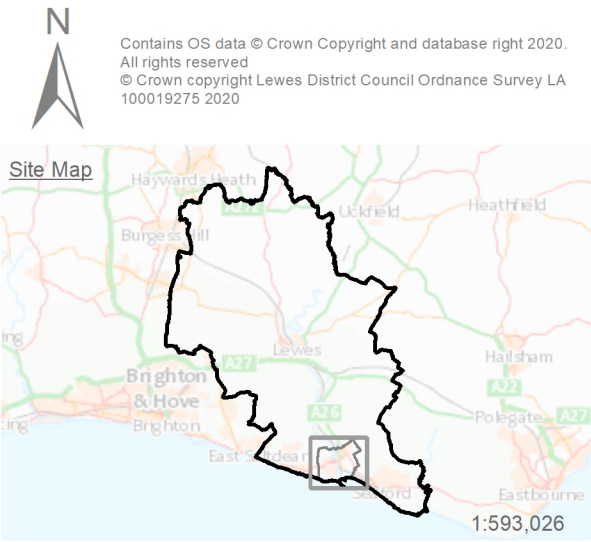 N
Contains OS data © Crown Copyright and database right 2020.
All rights reserved
© Crown copyright Lewes District Council Ordnance Survey LA
100019275 2020
Site Map
Haywards Heath
Uckfield
Heathfield
Burgess Hill
Lewes
Hailsham
A27
Brighton
& Hove
A22
A26
Polegate
A27
Brighton
East Saltdean
Seaford
Eastbourne
1:593,026